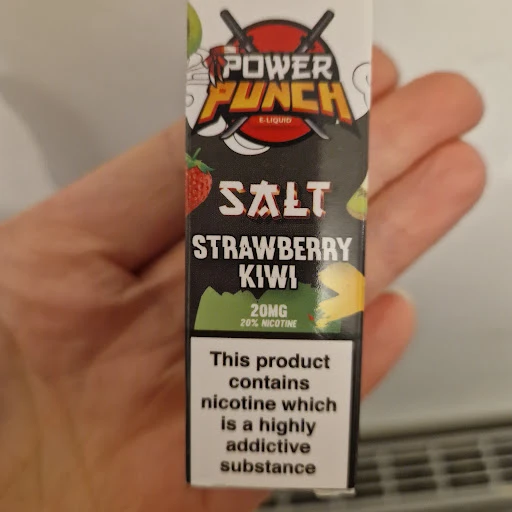 POWER
PUNCH
E-LIQUID
SALT
STRAWBERRY
KIWI
20MG
20% NICOTINE
This product
contains
nicotine which
is a highly
addictive
substance